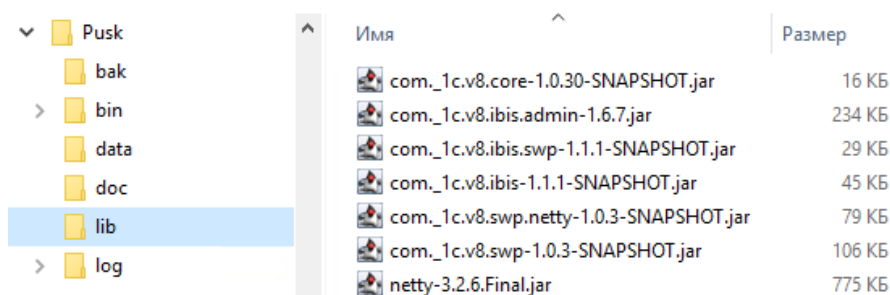 Pusk
bak
bin
data
doc
lib
log
Имя Размер
com._1c.v8.core-1.0.30-SNAPSHOT.jar 16 КБ
com._1c.v8.ibis.admin-1.6.7.jar 234 КБ
com._1c.v8.ibis.swp-1.1.1-SNAPSHOT.jar 29 КБ
com._1c.v8.ibis-1.1.1-SNAPSHOT.jar 45 КБ
com._1c.v8.swp.netty-1.0.3-SNAPSHOT.jar 79 КБ
com._1c.v8.swp-1.0.3-SNAPSHOT.jar 106 КБ
netty-3.2.6.Final.jar 775 КБ